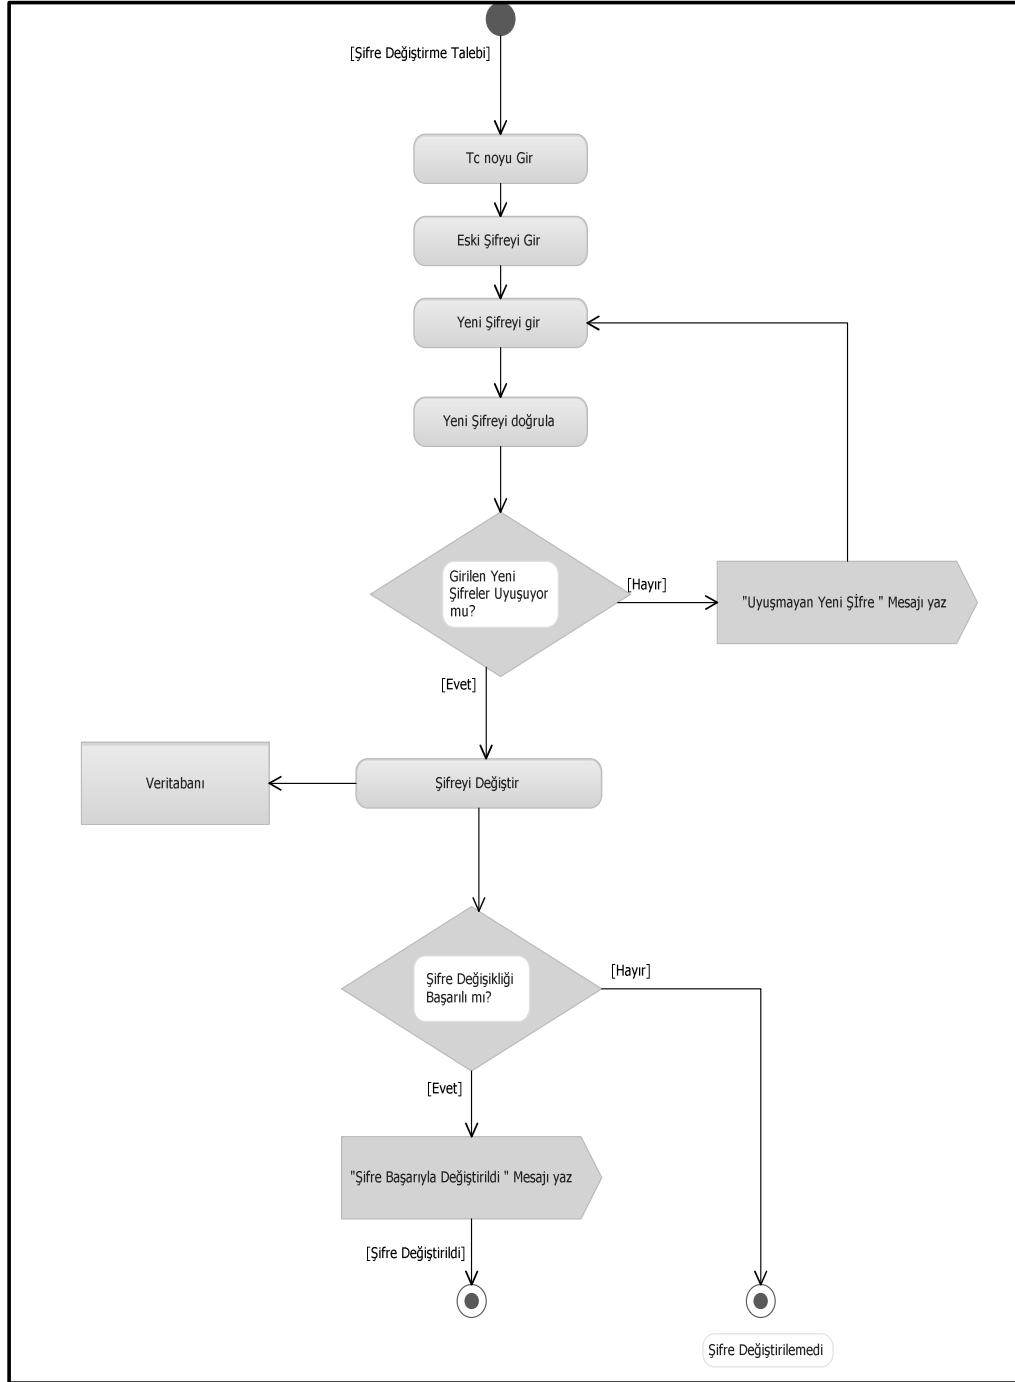 [Şifre Değiştirme Talebi]
Tc noyu Gir
Eski Şifreyi Gir
Yeni Şifreyi gir
Yeni Şifreyi doğrula
Girilen Yeni
Şifreler Uyuşuyor
mu?
[Hayır]
"Uyuşmayan Yeni Şİfre " Mesajı yaz
[Evet]
Veritabanı
Şifreyi Değiştir
Şifre Değişikliği
Başarılı mı?
[Hayır]
[Evet]
"Şifre Başarıyla Değiştirildi " Mesajı yaz
[Şifre Değiştirildi]
Şifre Değiştirilemedi